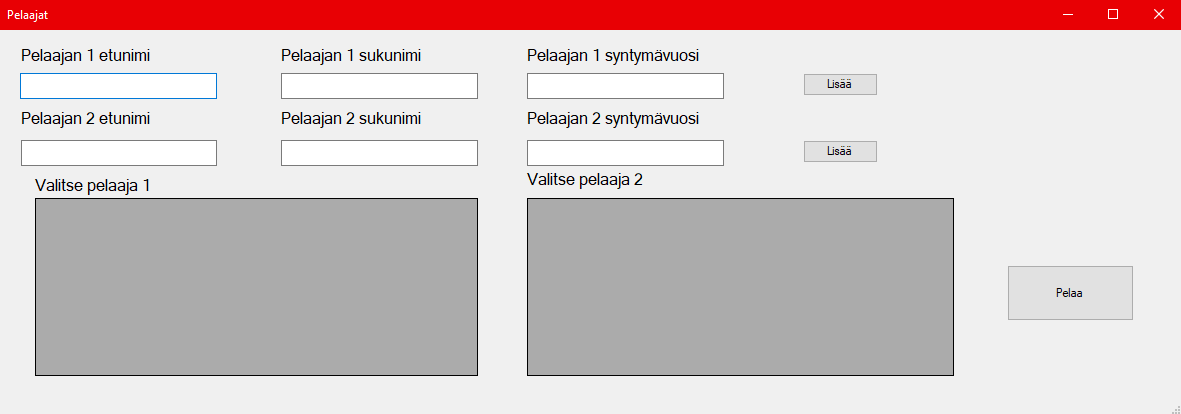 Pelaajat
Pelaajan 1 etunimi
Pelaajan 1 sukunimi
Pelaajan 1 syntymävuosi
Lisää
Pelaajan 2 etunimi
Pelaajan 2 sukunimi
Pelaajan 2 syntymävuosi
Lisää
Valitse pelaaja 1
Valitse pelaaja 2
Pelaa